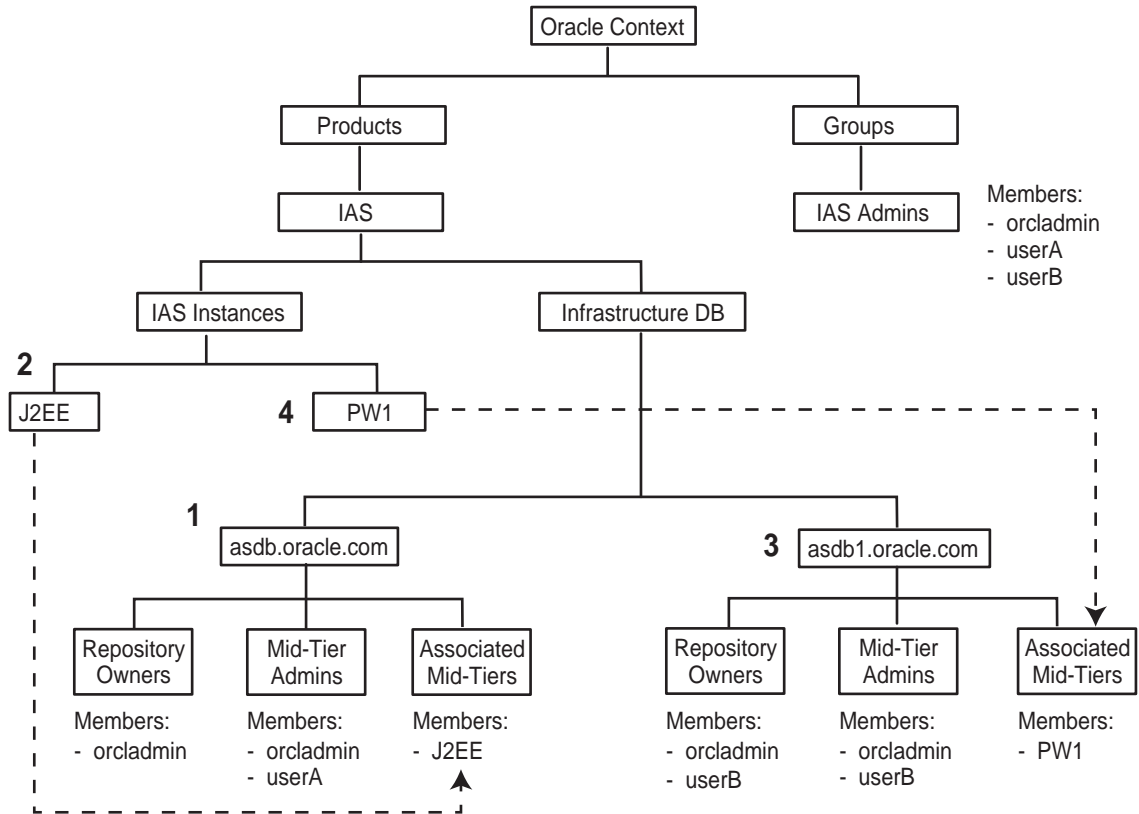 Oracle Context
Products
Groups
IAS
IAS Admins
Members:
- orcladmin
- userA
- userB
IAS Instances
Infrastructure DB
2
J2EE
4
PW1
1
asdb.oracle.com
3
asdb1.oracle.com
Repository
Owners
Mid-Tier
Admins
Associated
Mid-Tiers
Repository
Owners
Mid-Tier
Admins
Associated
Mid-Tiers
Members:
- orcladmin
Members:
- orcladmin
- userA
Members:
- J2EE
Members:
- orcladmin
- userB
Members:
- orcladmin
- userB
Members:
- PW1